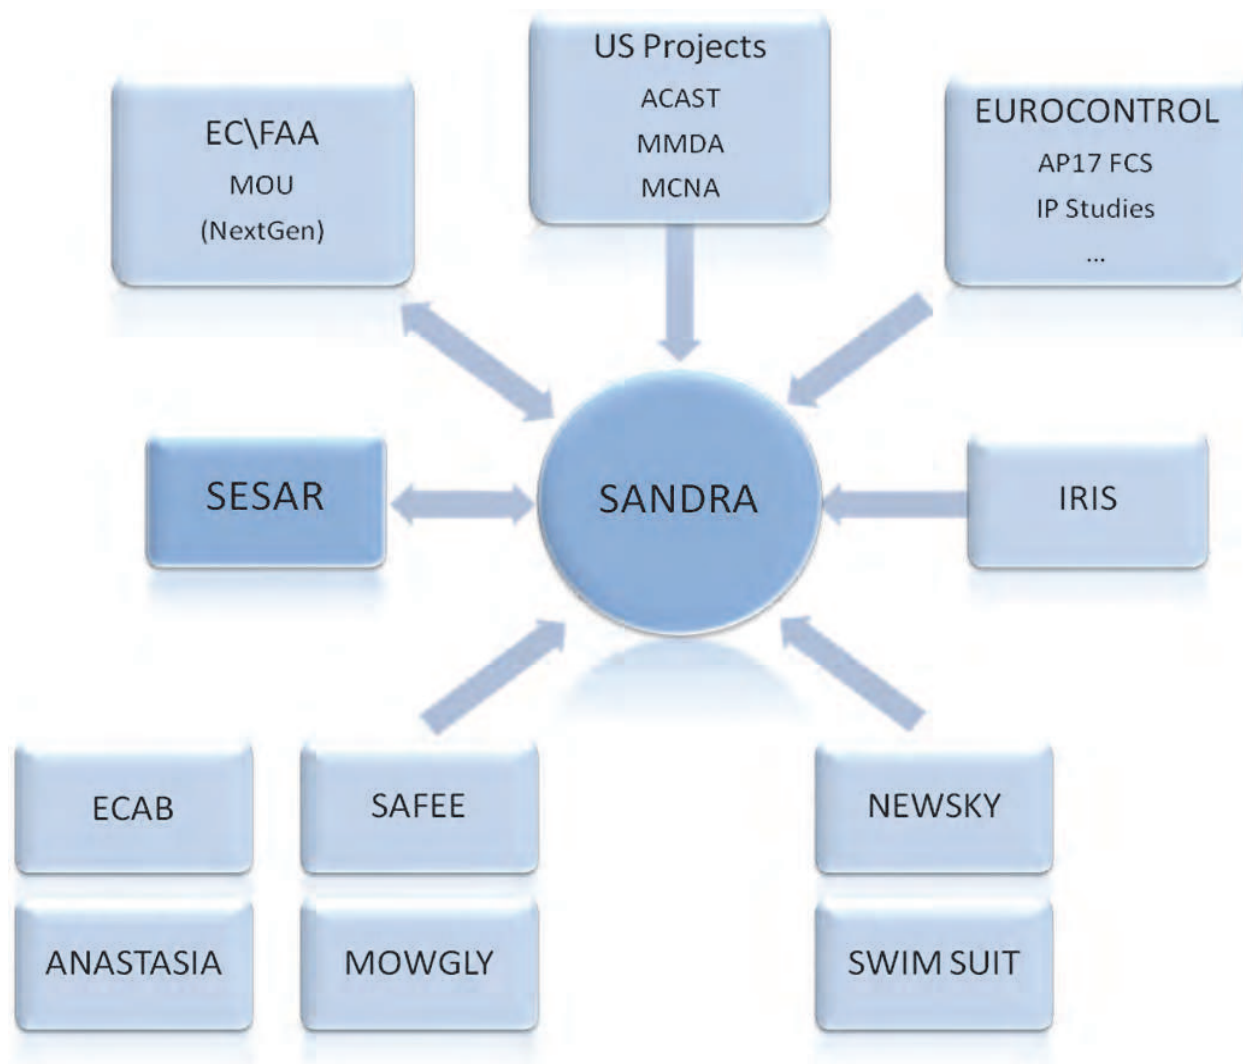 US Projects
ACAST
MMDA
MCNA
EC\FAA
MOU
(NextGen)
EUROCONTROL
AP17 FCS
IP Studies
...
SESAR
SANDRA
IRIS
ECAB
SAFEE
NEWSKY
ANASTASIA
MOWGLY
SWIM SUIT